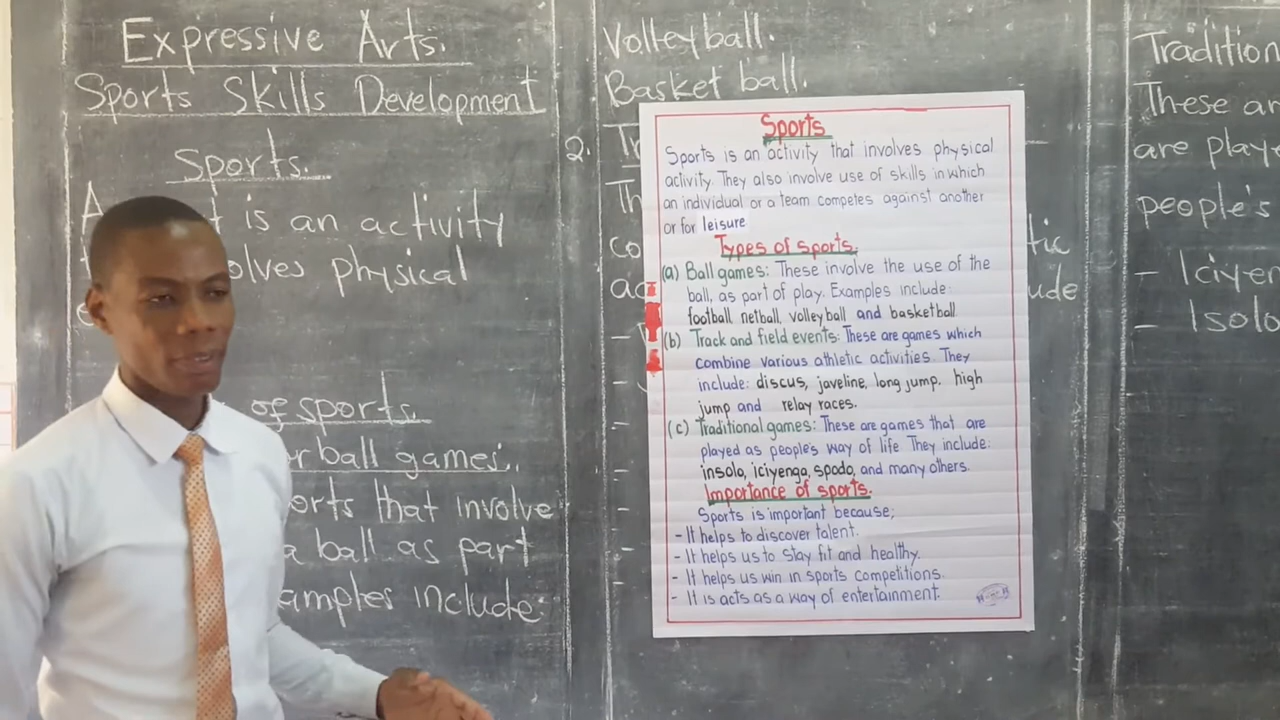 Expressive Arts.
Sports Skills Development
Sports.
A is an activity
physical
of sports.
ball games.
that involve
a ball as part
include:
Volleyball.
Basket ball.
2.
Sports
Sports is an activity that involves physical
activity. They also involve use of skills in which
an individual or a team competes against another
or for leisure
Types of sports.
(a) Ball games: These involve the use of the
ball, as part of play. Examples include:
football, netball, volleyball and basketball.
(b) Track and field events: These are games which
combine various athletic activities. They
include: discus, javeline, long jump, high
jump and relay races.
(c) Traditional games: These are games that are
played as people's way of life. They include:
insolo, iciyenga, spodo, and many others.
Importance of sports.
Sports is important because;
- It helps to discover talent.
- It helps us to stay fit and healthy.
- It helps us win in sports competitions.
- It is acts as a way of entertainment.
Tradition
These ar
are playe
people's
- Iciyen
- Isolo